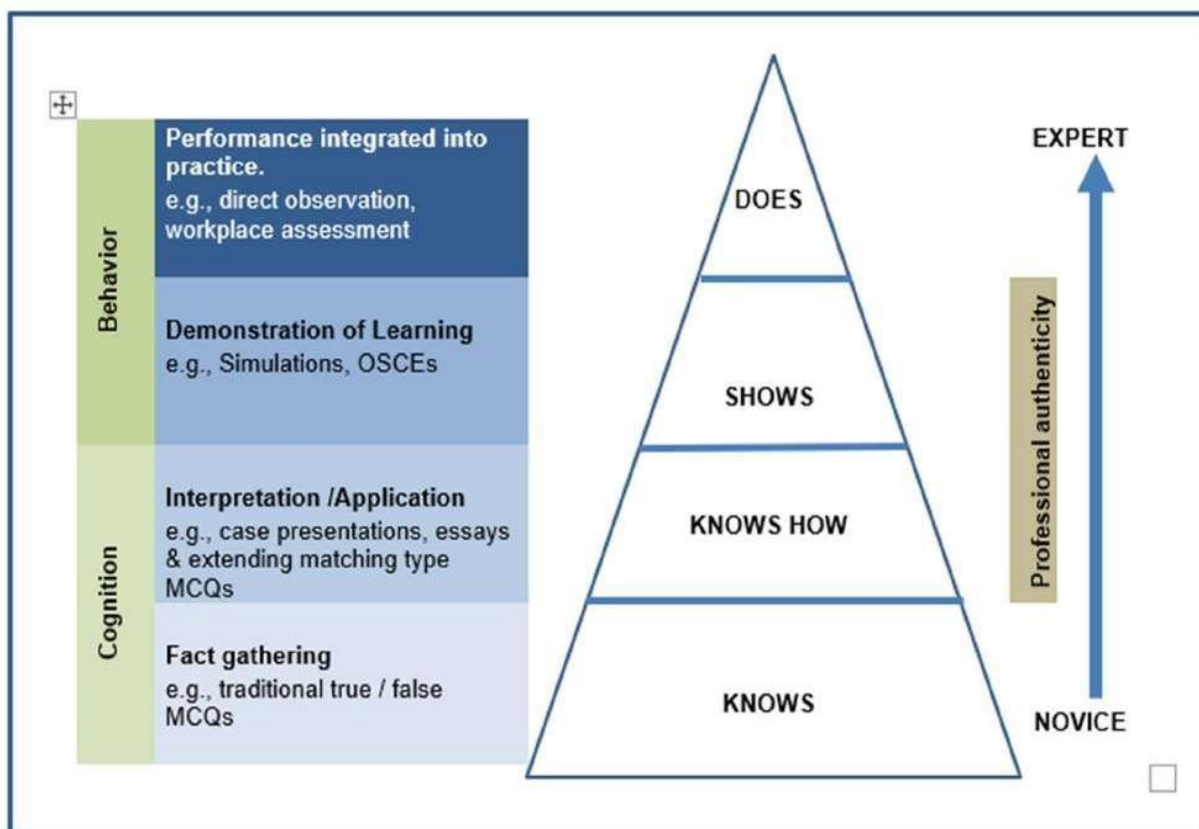 Behavior
Performance integrated into
practice.
e.g., direct observation,
workplace assessment
Demonstration of Learning
e.g., Simulations, OSCEs
Cognition
Interpretation /Application
e.g., case presentations, essays
& extending matching type
MCQs
Fact gathering
e.g., traditional true / false
MCQs
DOES
SHOWS
KNOWS HOW
KNOWS
EXPERT
Professional authenticity
NOVICE